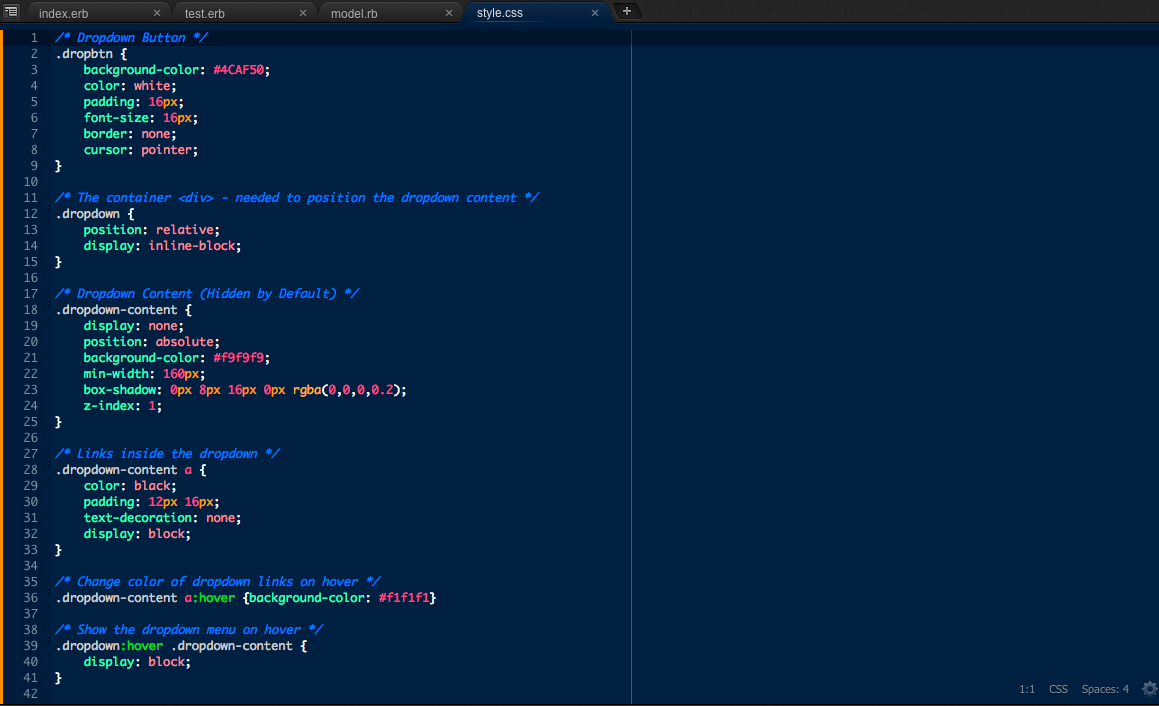 index.erb × test.erb × model.rb × style.css × +
1 /* Dropdown Button */
2 .dropbtn {
3     background-color: #4CAF50;
4     color: white;
5     padding: 16px;
6     font-size: 16px;
7     border: none;
8     cursor: pointer;
9 }
10
11 /* The container <div> - needed to position the dropdown content */
12 .dropdown {
13     position: relative;
14     display: inline-block;
15 }
16
17 /* Dropdown Content (Hidden by Default) */
18 .dropdown-content {
19     display: none;
20     position: absolute;
21     background-color: #f9f9f9;
22     min-width: 160px;
23     box-shadow: 0px 8px 16px 0px rgba(0,0,0,0.2);
24     z-index: 1;
25 }
26
27 /* Links inside the dropdown */
28 .dropdown-content a {
29     color: black;
30     padding: 12px 16px;
31     text-decoration: none;
32     display: block;
33 }
34
35 /* Change color of dropdown links on hover */
36 .dropdown-content a:hover {background-color: #f1f1f1}
37
38 /* Show the dropdown menu on hover */
39 .dropdown:hover .dropdown-content {
40     display: block;
41 }
42
1:1 CSS Spaces: 4